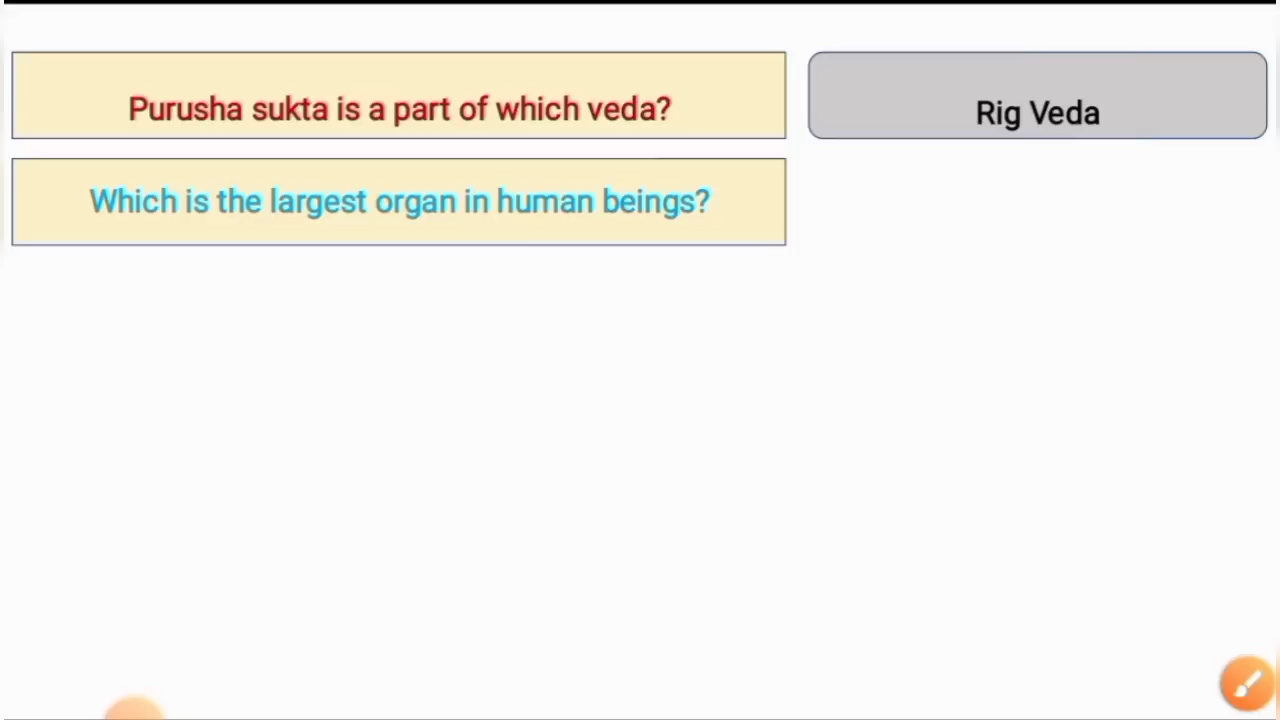 Purusha sukta is a part of which veda?
Rig Veda
Which is the largest organ in human beings?